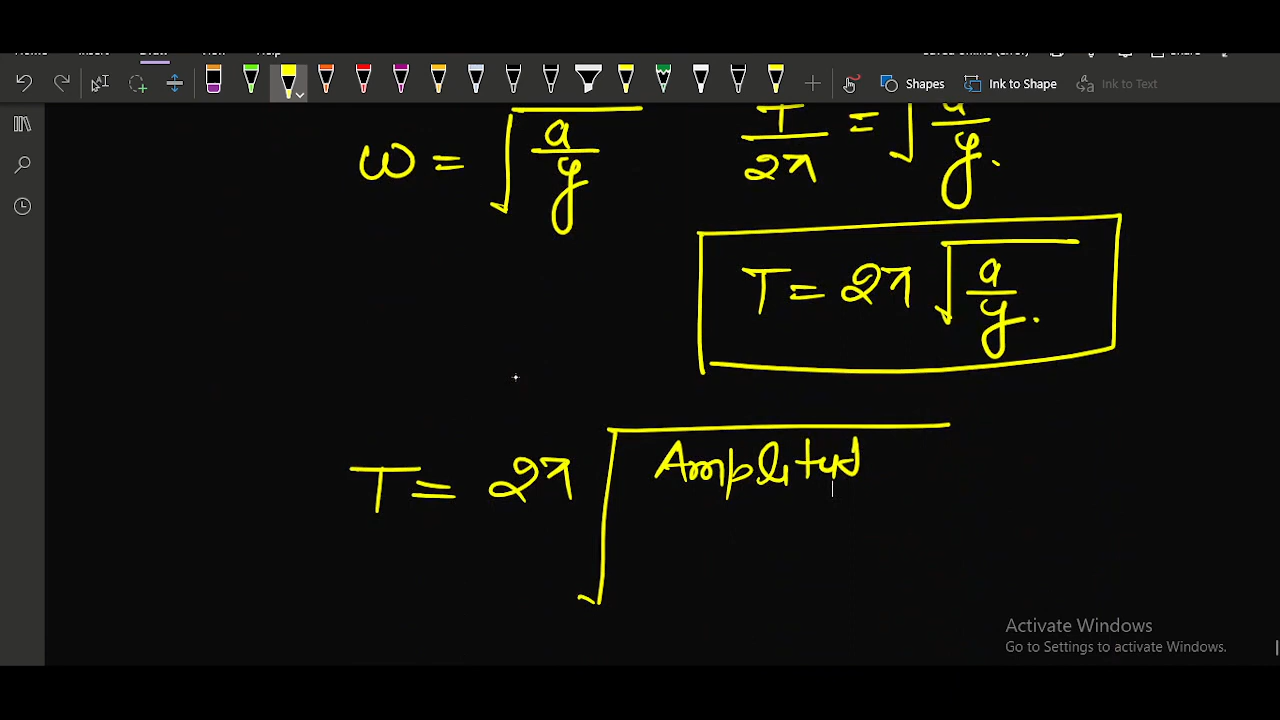 Shapes Ink to Shape Ink to Text
ω = √(a/y) T/2π = √(a/y).
T = 2π √(a/y).
T = 2π √Amplitud
Activate Windows
Go to Settings to activate Windows.